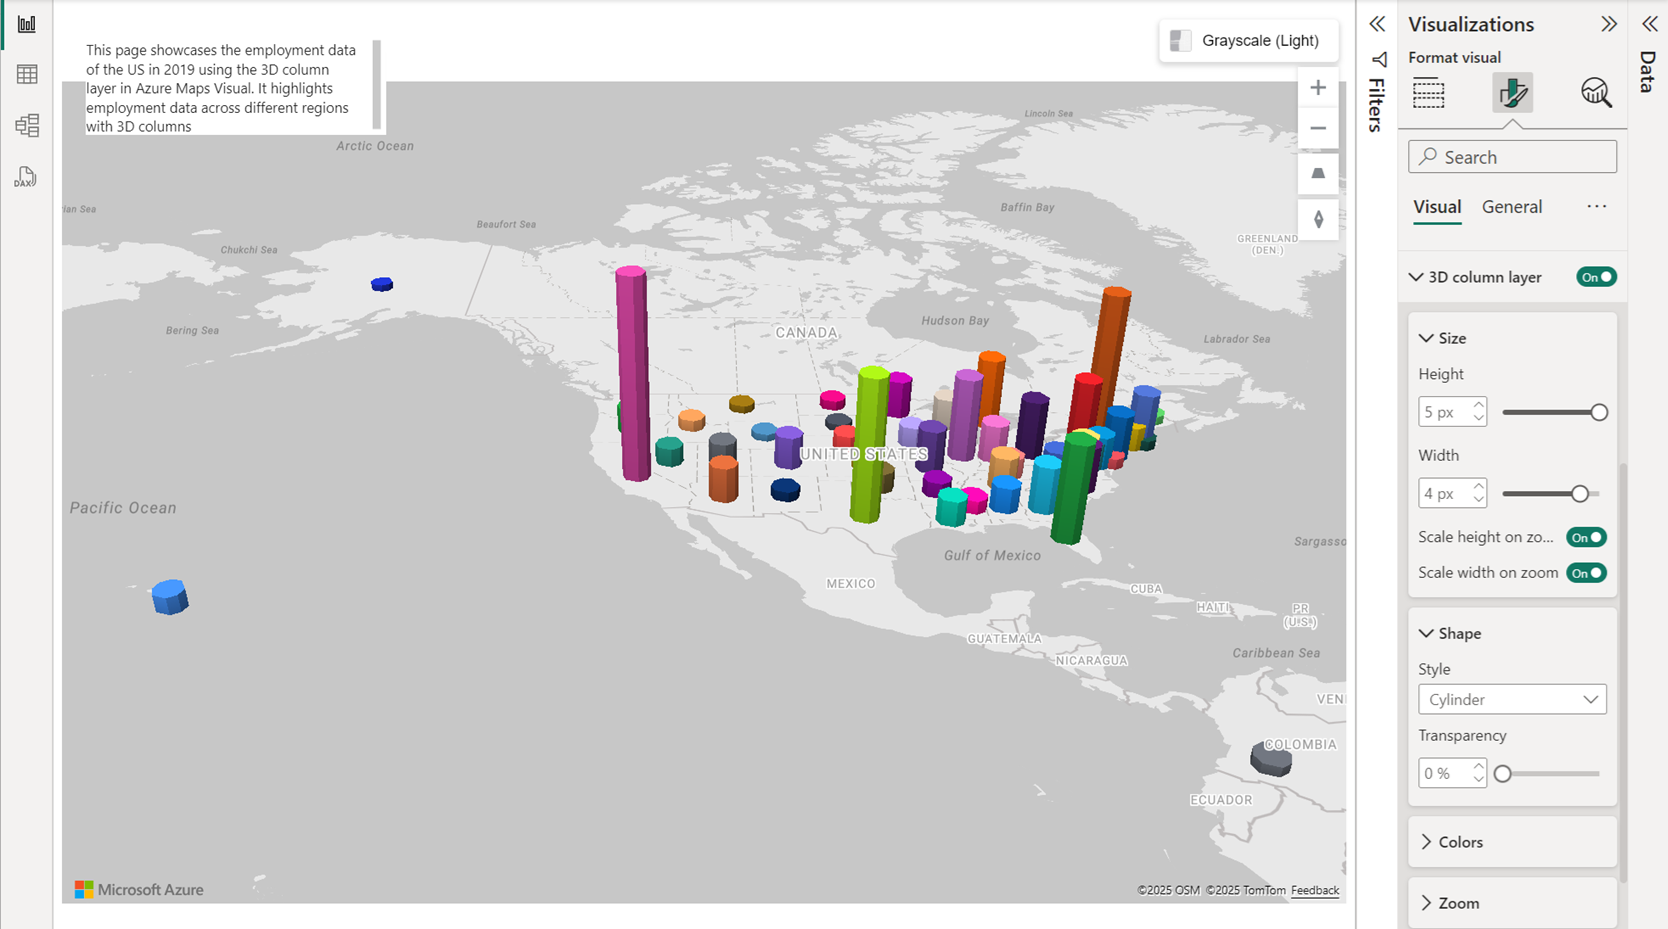 This page showcases the employment data
of the US in 2019 using the 3D column
layer in Azure Maps Visual. It highlights
employment data across different regions
with 3D columns
Grayscale (Light)
Lincoln Sea
Arctic Ocean
Baffin Bay
ian Sea
Beaufort Sea
Chukchi Sea
GREENLAND
(DEN.)
Bering Sea
CANADA
Hudson Bay
Labrador Sea
UNITED STATES
Pacific Ocean
Gulf of Mexico
Sargasso
MEXICO
CUBA
HAITI
PR
(U.S.)
GUATEMALA
NICARAGUA
Caribbean Sea
VEN
COLOMBIA
ECUADOR
Microsoft Azure
©2025 OSM ©2025 TomTom Feedback
Filters
Visualizations
Format visual
Search
Visual General ...
3D column layer On
Size
Height
5 px
Width
4 px
Scale height on zo... On
Scale width on zoom On
Shape
Style
Cylinder
Transparency
0 %
Colors
Zoom
Data
DAX